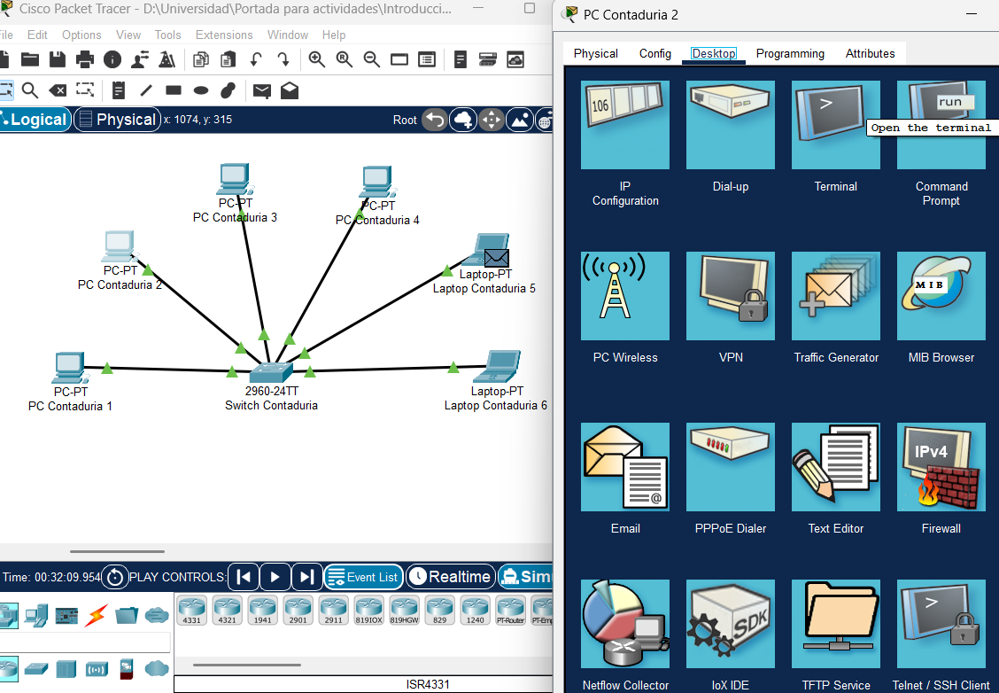 Cisco Packet Tracer - D:\Universidad\Portada para actividades\Introducci...
File Edit Options View Tools Extensions Window Help
Logical Physical x: 1074, y: 315 Root
PC-PT
PC Contaduria 3
PC-PT
PC Contaduria 4
PC-PT
PC Contaduria 2
Laptop-PT
Laptop Contaduria 5
PC-PT
PC Contaduria 1
2960-24TT
Switch Contaduria
Laptop-PT
Laptop Contaduria 6
Time: 00:32:09.954 PLAY CONTROLS: Event List Realtime Simu
4331 4321 1941 2901 2911 819IOX 819HGW 829 1240 PT-Router PT-Emp
ISR4331
PC Contaduria 2
Physical Config Desktop Programming Attributes
106
>
run
Open the terminal
IP Configuration
Dial-up
Terminal
Command Prompt
MIB
PC Wireless
VPN
Traffic Generator
MIB Browser
@
IPv4
Email
PPPoE Dialer
Text Editor
Firewall
SDK
>
Netflow Collector
IoX IDE
TFTP Service
Telnet / SSH Client